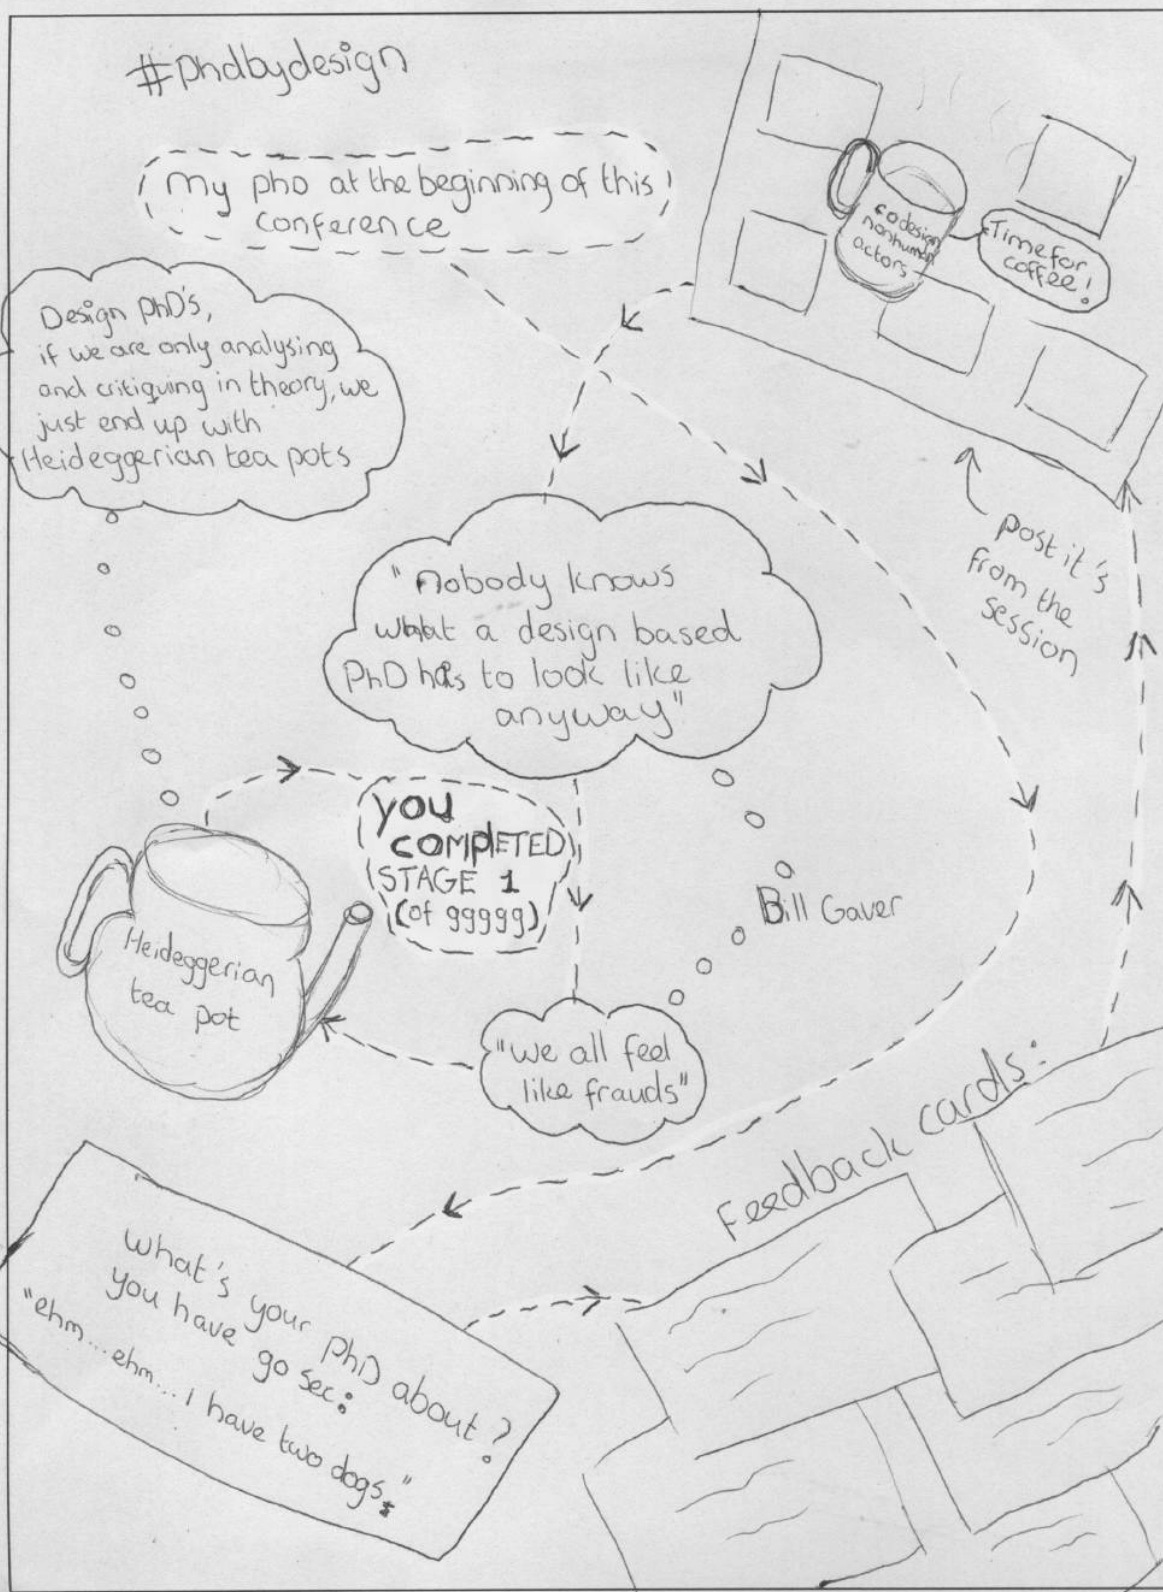 #phdbydesign
My phD at the beginning of this
conference
Design PhD's,
if we are only analysing
and critiquing in theory, we
just end up with
Heideggerian tea pots
codesign
nonhuman
actors
Time for
coffee!
post it's
from the
session
"nobody knows
what a design based
PhD has to look like
anyway"
you
COMPLETED
STAGE 1
(of 99999)
Bill Gaver
Heideggerian
tea pot
"we all feel
like frauds"
Feedback cards:
what's your PhD about?
you have 90 sec:
"ehm...ehm... I have two dogs."